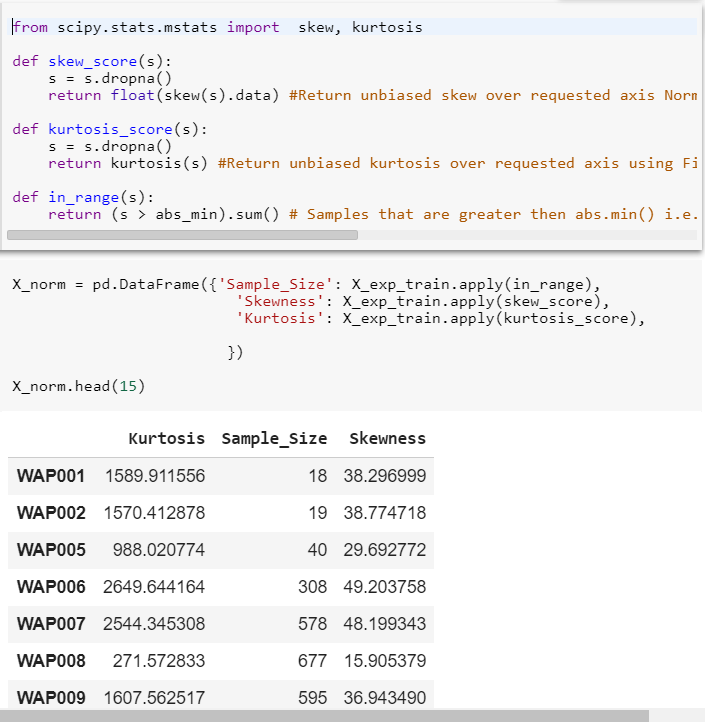 from scipy.stats.mstats import  skew, kurtosis
def skew_score(s):
    s = s.dropna()
    return float(skew(s).data) #Return unbiased skew over requested axis Norm
def kurtosis_score(s):
    s = s.dropna()
    return kurtosis(s) #Return unbiased kurtosis over requested axis using Fi
def in_range(s):
    return (s > abs_min).sum() # Samples that are greater then abs.min() i.e.
X_norm = pd.DataFrame({'Sample_Size': X_exp_train.apply(in_range),
                         'Skewness': X_exp_train.apply(skew_score),
                         'Kurtosis': X_exp_train.apply(kurtosis_score),
                        })
X_norm.head(15)
Kurtosis Sample_Size Skewness
WAP001 1589.911556 18 38.296999
WAP002 1570.412878 19 38.774718
WAP005 988.020774 40 29.692772
WAP006 2649.644164 308 49.203758
WAP007 2544.345308 578 48.199343
WAP008 271.572833 677 15.905379
WAP009 1607.562517 595 36.943490